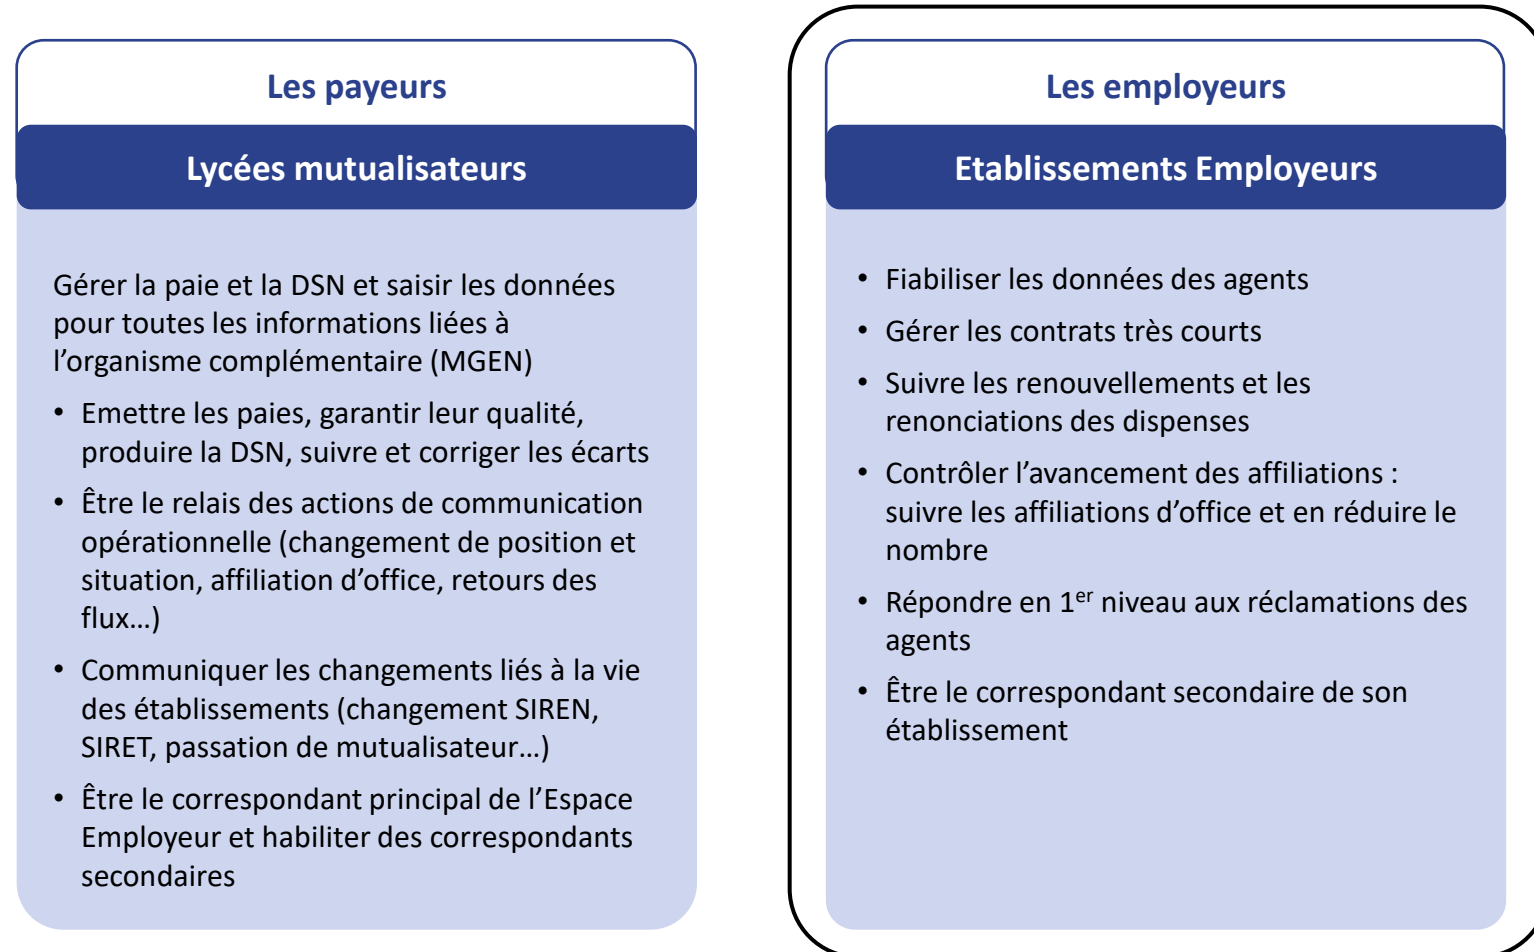 Les payeurs
Lycées mutualisateurs
Gérer la paie et la DSN et saisir les données
pour toutes les informations liées à
l’organisme complémentaire (MGEN)
• Emettre les paies, garantir leur qualité,
produire la DSN, suivre et corriger les écarts
• Être le relais des actions de communication
opérationnelle (changement de position et
situation, affiliation d’office, retours des
flux…)
• Communiquer les changements liés à la vie
des établissements (changement SIREN,
SIRET, passation de mutualisateur…)
• Être le correspondant principal de l’Espace
Employeur et habiliter des correspondants
secondaires
Les employeurs
Etablissements Employeurs
• Fiabiliser les données des agents
• Gérer les contrats très courts
• Suivre les renouvellements et les
renonciations des dispenses
• Contrôler l’avancement des affiliations :
suivre les affiliations d’office et en réduire le
nombre
• Répondre en 1er niveau aux réclamations des
agents
• Être le correspondant secondaire de son
établissement